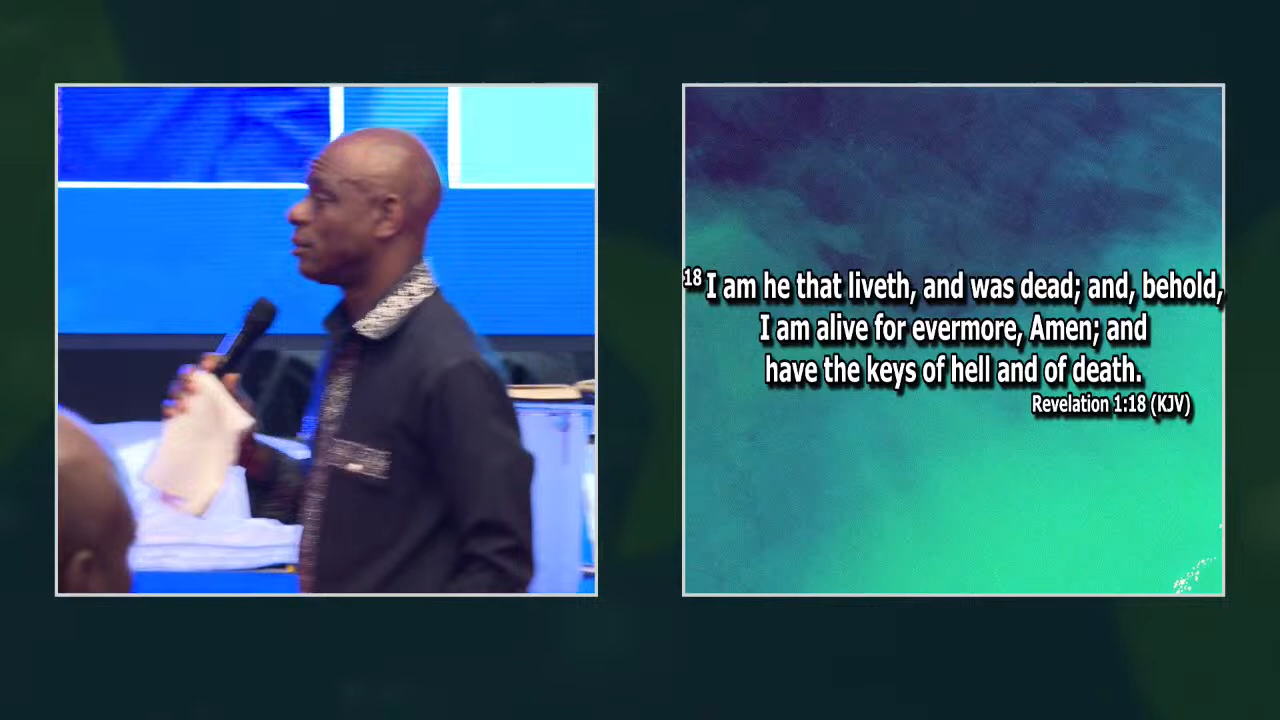 18 I am he that liveth, and was dead; and, behold,
I am alive for evermore, Amen; and
have the keys of hell and of death.
Revelation 1:18 (KJV)